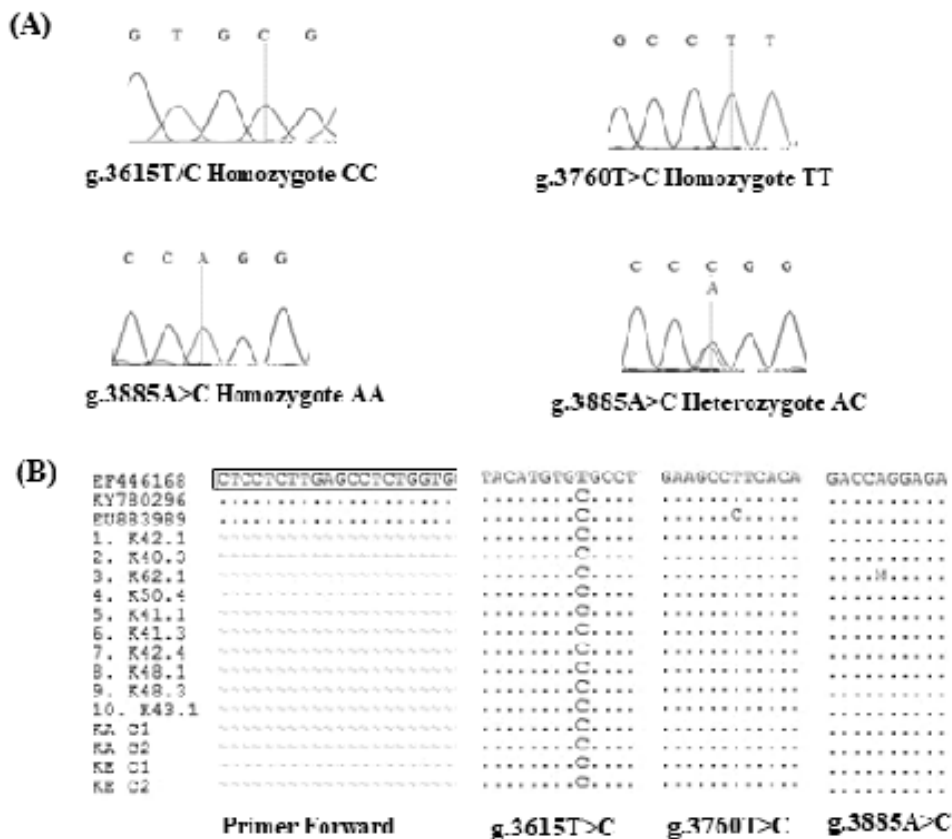 (A)
G T G C G
G C C T T
g.3615T/C Homozygote CC
g.3760T>C Homozygote TT
C C A G G
C C C G G
A
g.3885A>C Homozygote AA
g.3885A>C Heterozygote AC
(B)
EF446168 CTCCTCTTGAGCCTCTGGTG TACATGTGTGCCT GAAGCCTTCACA GACCAGGAGA
KY780296 .................... ........C.... ............ ..........
EU883989 .................... ........C.... ......C..... ..........
1. K42.1 ~~~~~~~~~~~~~~~~~~~~ ........C.... ............ ..........
2. K40.3 ~~~~~~~~~~~~~~~~~~~~ ........C.... ............ ..........
3. K62.1 ~~~~~~~~~~~~~~~~~~~~ ........C.... ............ ....M.....
4. K50.4 ~~~~~~~~~~~~~~~~~~~~ ........C.... ............ ..........
5. K41.1 ~~~~~~~~~~~~~~~~~~~~ ........C.... ............ ..........
6. K41.3 ~~~~~~~~~~~~~~~~~~~~ ........C.... ............ ..........
7. K42.4 ~~~~~~~~~~~~~~~~~~~~ ........C.... ............ ..........
8. K48.1 ~~~~~~~~~~~~~~~~~~~~ ........C.... ............ ..........
9. K48.3 ~~~~~~~~~~~~~~~~~~~~ ........C.... ............ ..........
10. K43.1 ~~~~~~~~~~~~~~~~~~~~ ........C.... ............ ..........
KA C1 ~~~~~~~~~~~~~~~~~~~~ ........C.... ............ ..........
KA C2 ~~~~~~~~~~~~~~~~~~~~ ........C.... ............ ..........
KE C1 ~~~~~~~~~~~~~~~~~~~~ ........C.... ............ ..........
KE C2 ~~~~~~~~~~~~~~~~~~~~ ........C.... ............ ..........
Primer Forward g.3615T>C g.3760T>C g.3885A>C